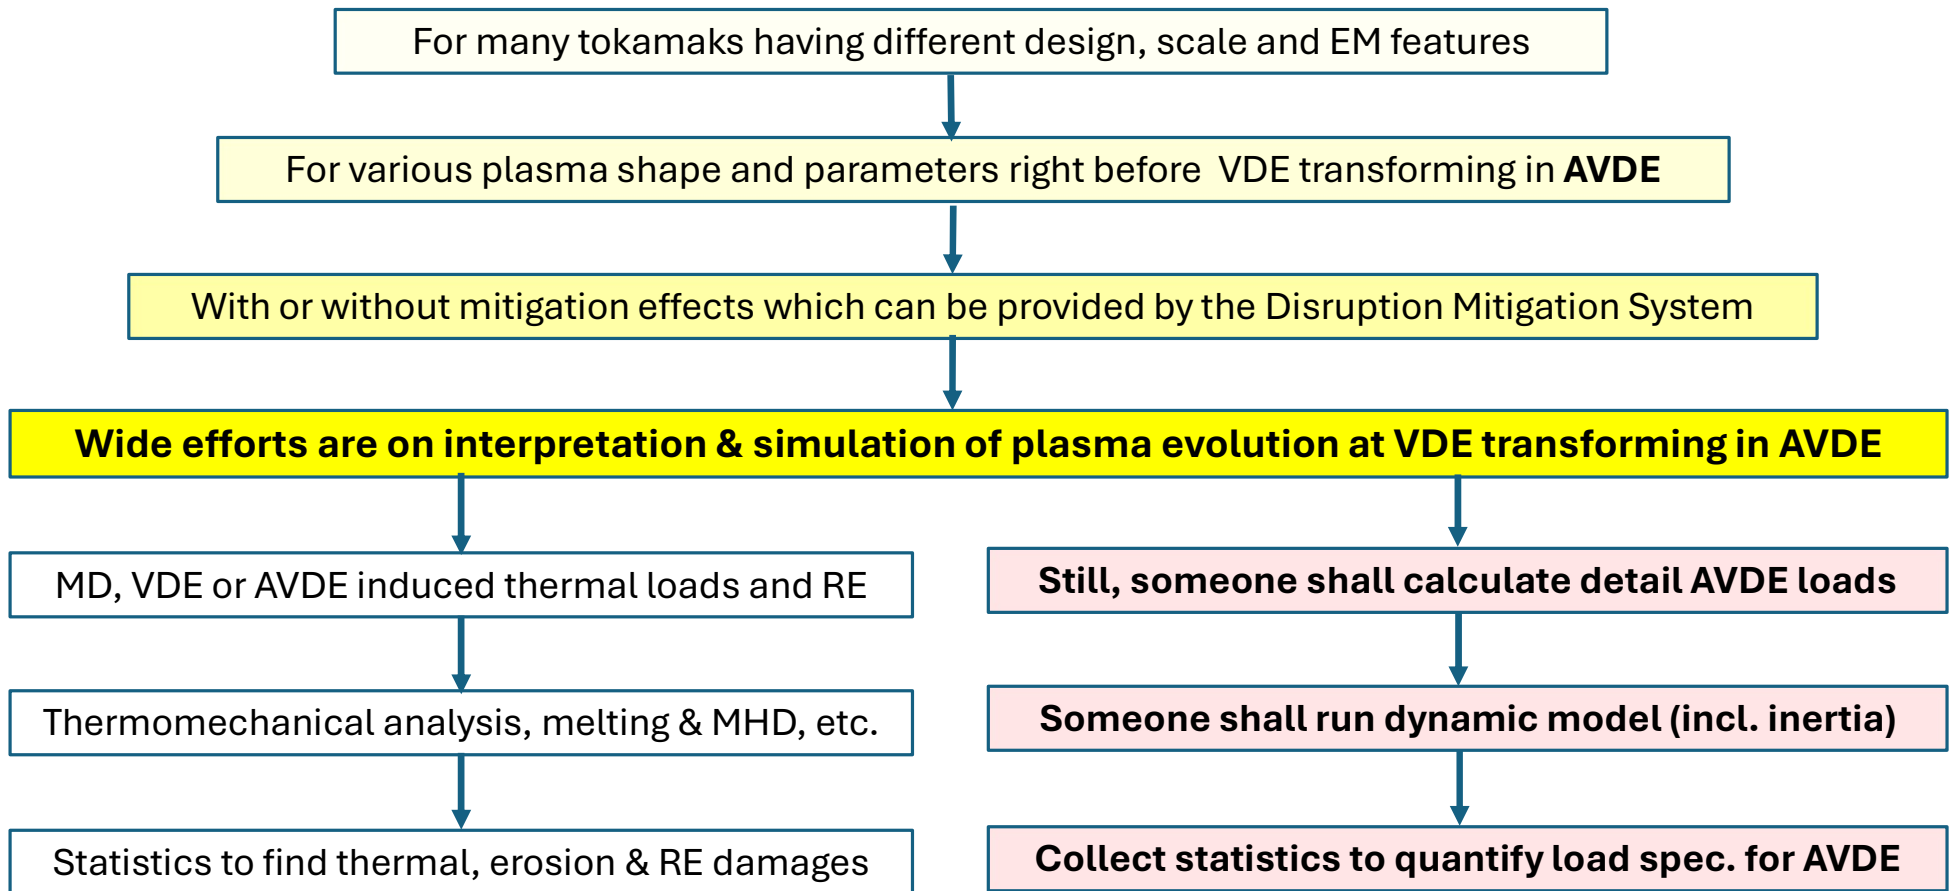 For many tokamaks having different design, scale and EM features
For various plasma shape and parameters right before VDE transforming in AVDE
With or without mitigation effects which can be provided by the Disruption Mitigation System
Wide efforts are on interpretation & simulation of plasma evolution at VDE transforming in AVDE
MD, VDE or AVDE induced thermal loads and RE
Thermomechanical analysis, melting & MHD, etc.
Statistics to find thermal, erosion & RE damages
Still, someone shall calculate detail AVDE loads
Someone shall run dynamic model (incl. inertia)
Collect statistics to quantify load spec. for AVDE